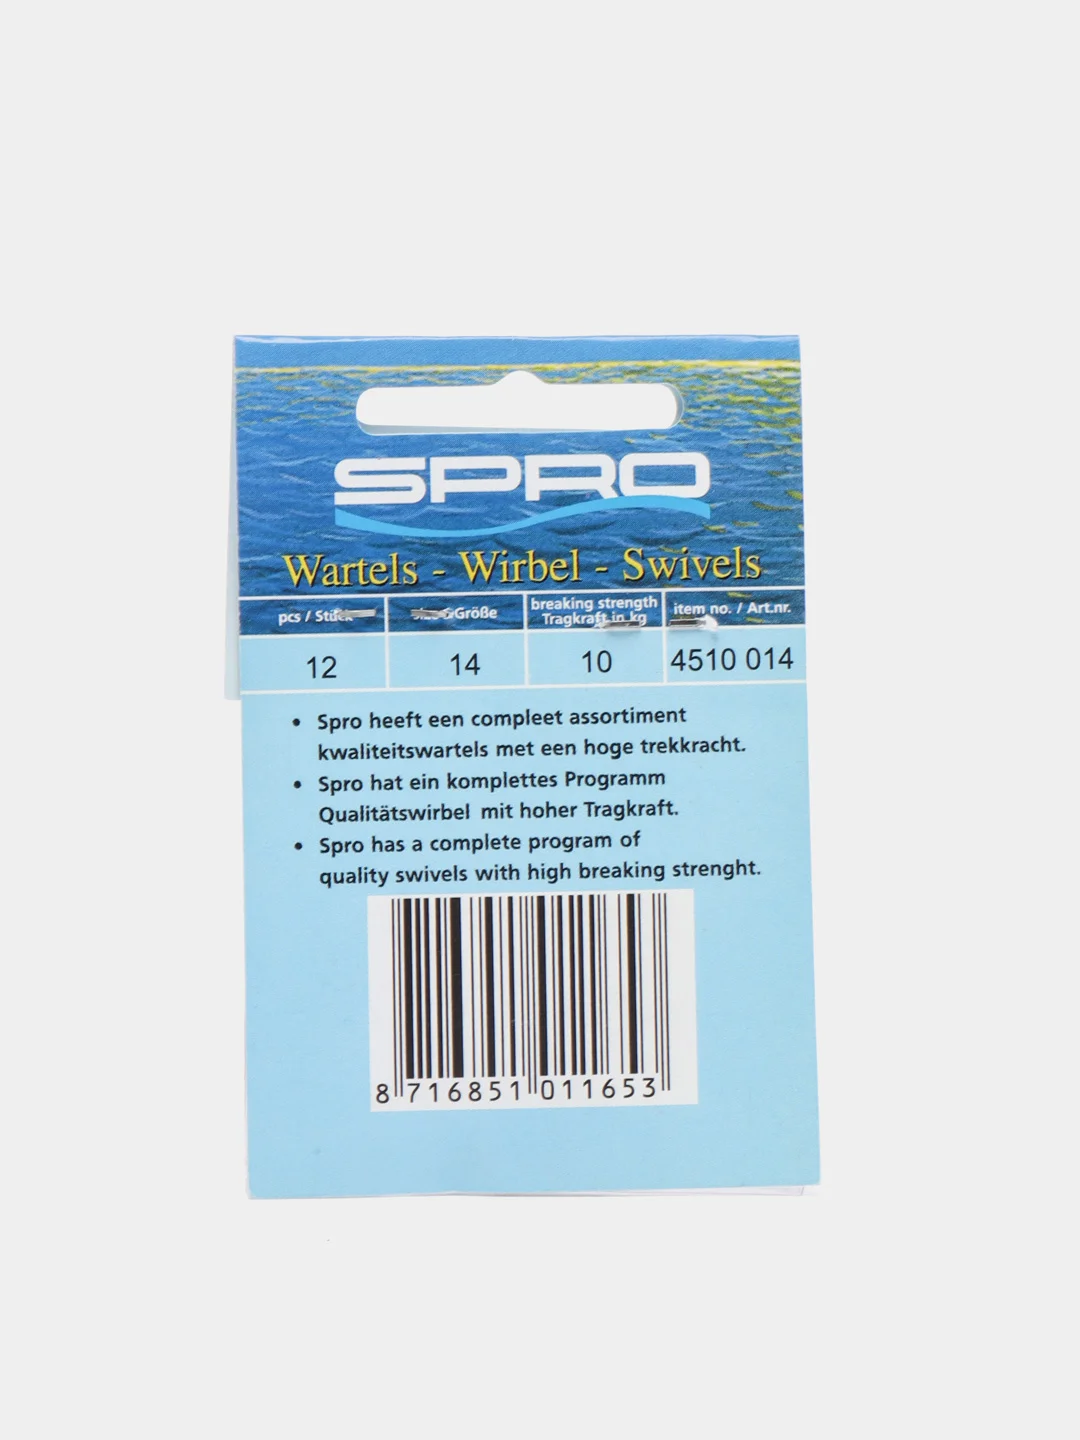 SPRO
Wartels - Wirbel - Swivels
pcs / Stück Größe breaking strength item no. / Art.nr.
Tragkraft in kg
12 14 10 4510 014
• Spro heeft een compleet assortiment
kwaliteitswartels met een hoge trekkracht.
• Spro hat ein komplettes Programm
Qualitätswirbel mit hoher Tragkraft.
• Spro has a complete program of
quality swivels with high breaking strenght.
8 716851 011653